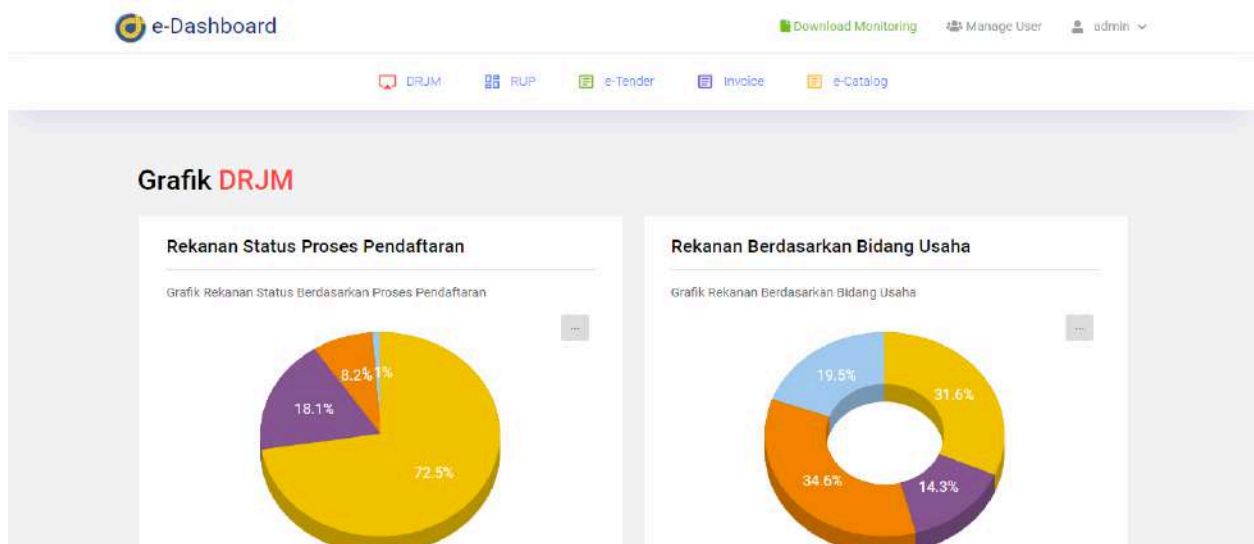 e-Dashboard
Download Monitoring
Manage User
admin
DRJM
RUP
e-Tender
Invoice
e-Catalog
Grafik DRJM
Rekanan Status Proses Pendaftaran
Grafik Rekanan Status Berdasarkan Proses Pendaftaran
...
8.2%
1%
18.1%
72.5%
Rekanan Berdasarkan Bidang Usaha
Grafik Rekanan Berdasarkan Bidang Usaha
...
19.5%
31.6%
34.6%
14.3%